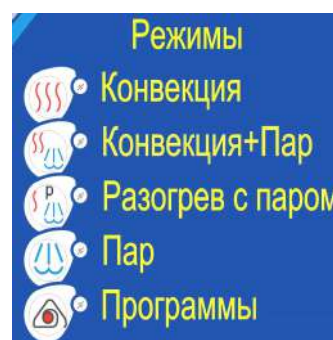 Режимы
Конвекция
Конвекция+Пар
P
Разогрев с паром
Пар
Программы